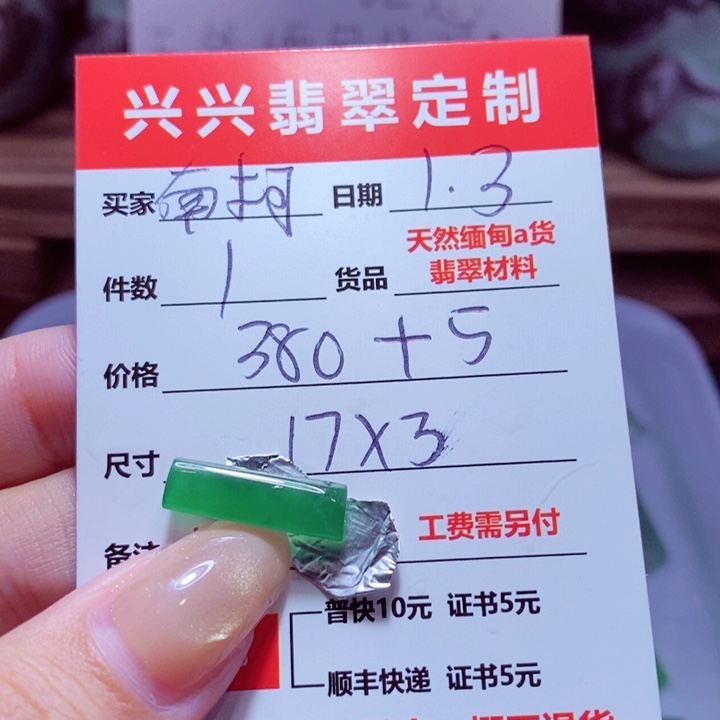 兴兴翡翠定制
买家 南柯 日期 1.3
件数 1 货品 天然缅甸a货
翡翠材料
价格 380+5
尺寸 17X3
备注 工费需另付
普快10元 证书5元
顺丰快递 证书5元